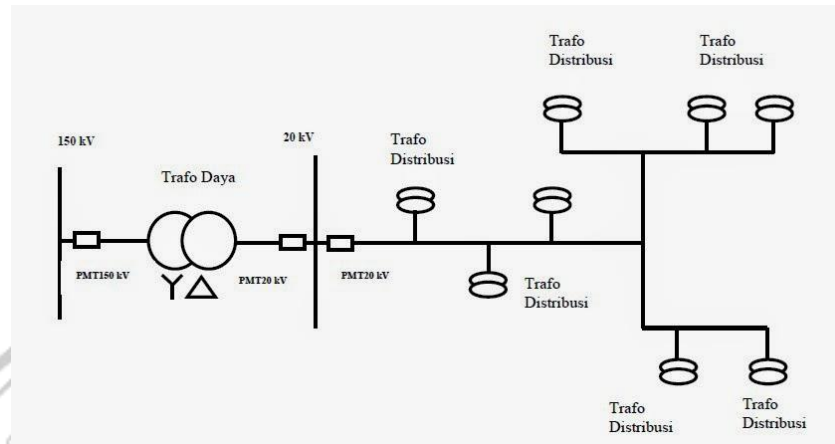 Trafo
Distribusi
Trafo
Distribusi
150 kV
20 kV
Trafo
Distribusi
Trafo Daya
PMT150 kV
PMT20 kV
PMT20 kV
Trafo
Distribusi
Trafo
Distribusi
Trafo
Distribusi